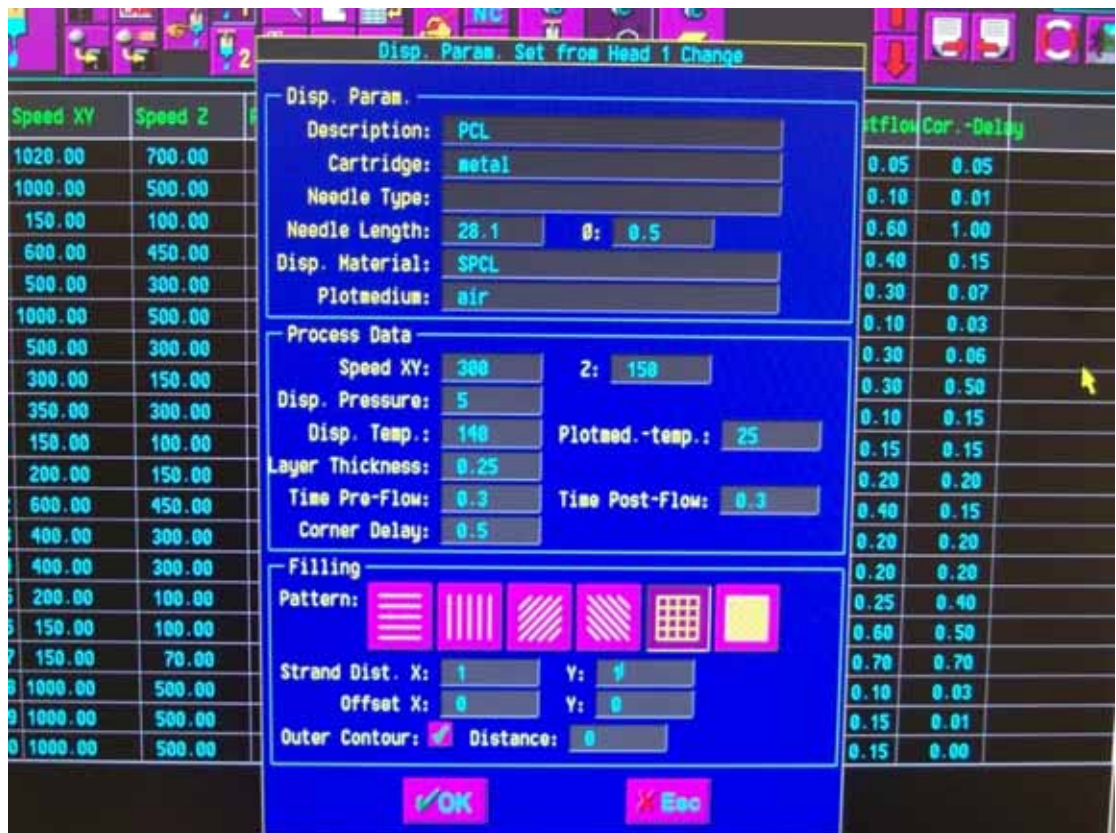 NC
2
Disp. Param. Set from Head 1 Change
Speed XY Speed Z
stflow Cor.-Delay
Disp. Param.
Description: PCL
Cartridge: metal
Needle Type:
Needle Length: 28.1 Ø: 0.5
Disp. Material: SPCL
Plotmedium: air
Process Data
Speed XY: 300 Z: 150
Disp. Pressure: 5
Disp. Temp.: 140 Plotmed.-temp.: 25
Layer Thickness: 0.25
Time Pre-Flow: 0.3 Time Post-Flow: 0.3
Corner Delay: 0.5
Filling
Pattern:
Strand Dist. X: 1 Y: 1
Offset X: 0 Y: 0
Outer Contour: Distance: 0
OK Esc
1020.00 700.00
1000.00 500.00
150.00 100.00
600.00 450.00
500.00 300.00
1000.00 500.00
500.00 300.00
300.00 150.00
350.00 300.00
150.00 100.00
200.00 150.00
600.00 450.00
400.00 300.00
400.00 300.00
200.00 100.00
150.00 100.00
150.00 70.00
1000.00 500.00
1000.00 500.00
1000.00 500.00
0.05 0.05
0.10 0.01
0.60 1.00
0.40 0.15
0.30 0.07
0.10 0.03
0.30 0.06
0.30 0.50
0.10 0.15
0.15 0.15
0.20 0.20
0.40 0.15
0.20 0.20
0.20 0.20
0.25 0.40
0.60 0.50
0.70 0.70
0.10 0.03
0.15 0.01
0.15 0.00